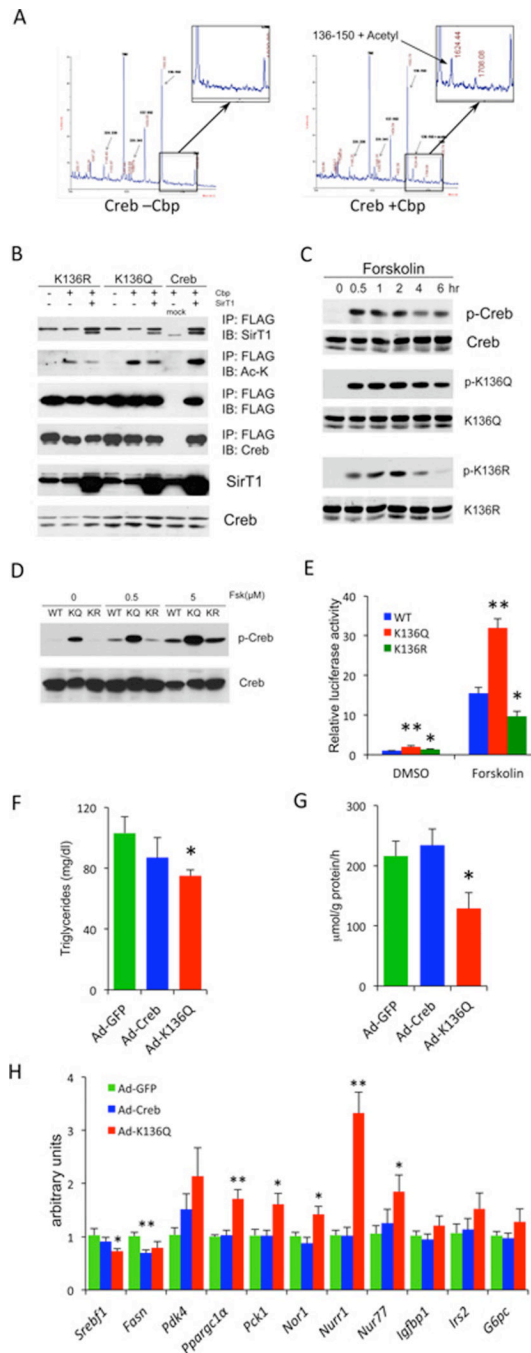 A
136-150 + Acetyl
1624.44
1708.08
Creb –Cbp
Creb +Cbp
B
K136R K136Q Creb
- + + - + + - + Cbp
- - + - - + - + SirT1
mock
IP: FLAG
IB: SirT1
IP: FLAG
IB: Ac-K
IP: FLAG
IB: FLAG
IP: FLAG
IB: Creb
SirT1
Creb
C
Forskolin
0 0.5 1 2 4 6 hr
p-Creb
Creb
p-K136Q
K136Q
p-K136R
K136R
D
0 0.5 5 Fsk(μM)
WT KQ KR WT KQ KR WT KQ KR
p-Creb
Creb
E
Relative luciferase activity
40
30
20
10
0
WT
K136Q
K136R
** *
** *
DMSO Forskolin
F
Triglycerides (mg/dl)
120
80
40
0
*
Ad-GFP
Ad-Creb
Ad-K136Q
G
μmol/g protein/h
300
200
100
0
*
Ad-GFP
Ad-Creb
Ad-K136Q
H
arbitrary units
4
3
2
1
0
Ad-GFP
Ad-Creb
Ad-K136Q
* ** ** * * ** *
Srebf1
Fasn
Pdk4
Ppargc1α
Pck1
Nor1
Nurr1
Nur77
Igfbp1
Irs2
G6pc